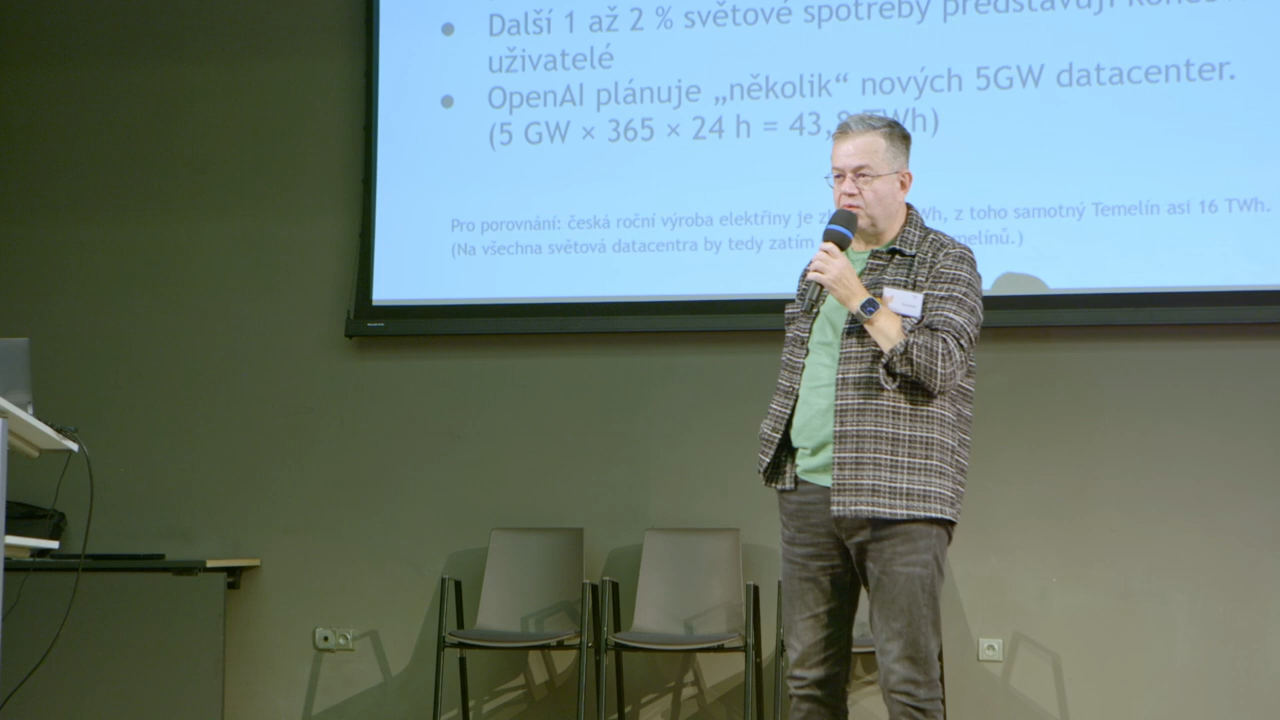 Další 1 až 2 % světové spotřeby představují
uživatelé
OpenAI plánuje „několik“ nových 5GW datacenter.
(5 GW × 365 × 24 h = 43,8 TWh)
Pro porovnání: česká roční výroba elektřiny je z toho samotný Temelín asi 16 TWh.
(Na všechna světová datacentra by tedy zatím